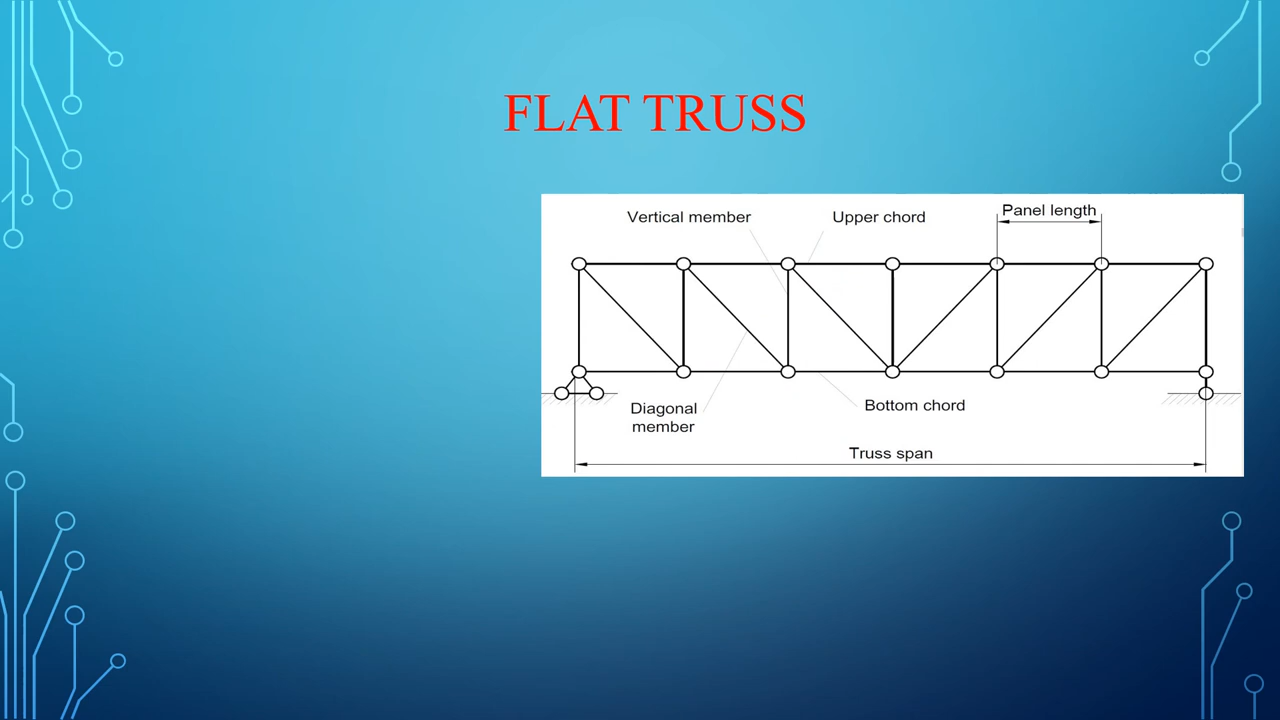 FLAT TRUSS
Vertical member
Upper chord
Panel length
Diagonal
member
Bottom chord
Truss span